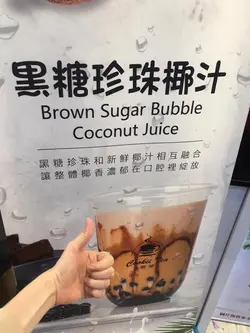 黑糖珍珠椰汁
Brown Sugar Bubble
Coconut Juice
黑糖珍珠和新鮮椰汁相互融合
讓整體椰香濃郁在口腔裡綻放